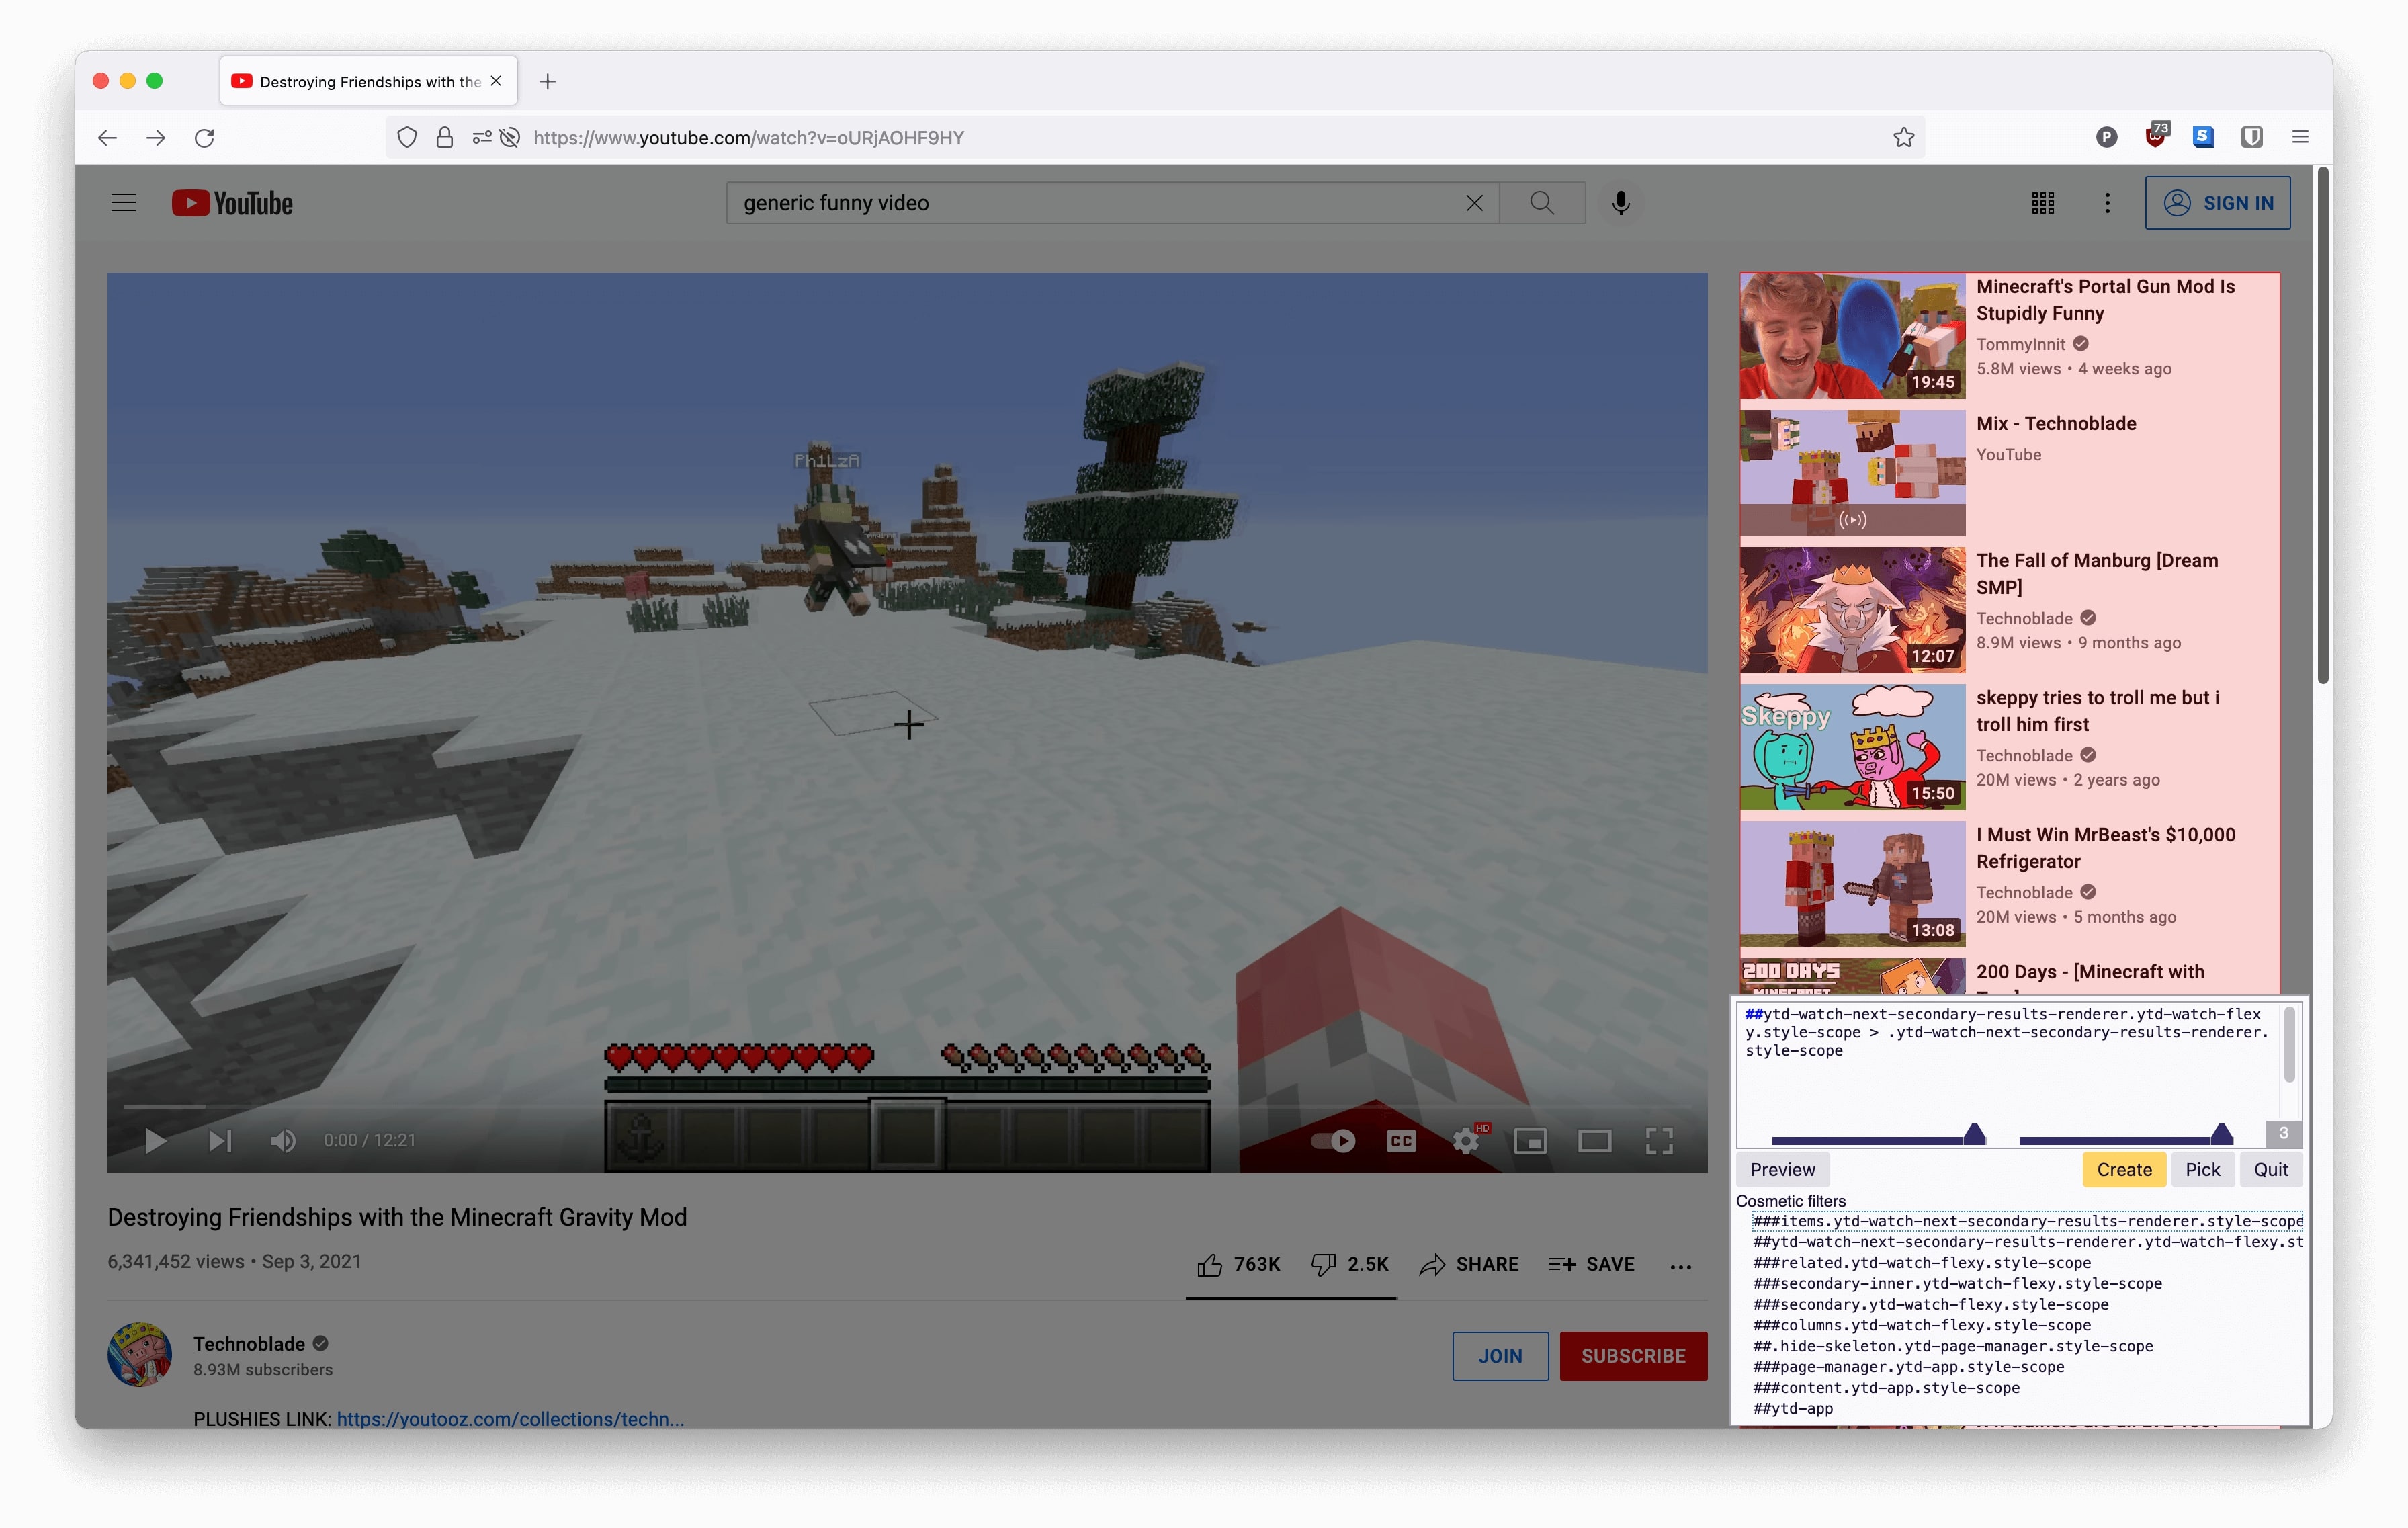 Destroying Friendships with the
https://www.youtube.com/watch?v=oURjAOHF9HY
P
73
S
YouTube
generic funny video
SIGN IN
Ph1LzA
0:00 / 12:21
CC
HD
Destroying Friendships with the Minecraft Gravity Mod
6,341,452 views • Sep 3, 2021
763K
2.5K
SHARE
SAVE
Technoblade
8.93M subscribers
JOIN
SUBSCRIBE
PLUSHIES LINK: https://youtooz.com/collections/techn...
19:45
Minecraft's Portal Gun Mod Is
Stupidly Funny
TommyInnit
5.8M views • 4 weeks ago
Mix - Technoblade
YouTube
12:07
The Fall of Manburg [Dream
SMP]
Technoblade
8.9M views • 9 months ago
Skeppy
15:50
skeppy tries to troll me but i
troll him first
Technoblade
20M views • 2 years ago
13:08
I Must Win MrBeast's $10,000
Refrigerator
Technoblade
20M views • 5 months ago
200 DAYS
MINECRAFT
200 Days - [Minecraft with
##ytd-watch-next-secondary-results-renderer.ytd-watch-flex
y.style-scope > .ytd-watch-next-secondary-results-renderer.
style-scope
3
Preview
Create
Pick
Quit
Cosmetic filters
###items.ytd-watch-next-secondary-results-renderer.style-scope
##ytd-watch-next-secondary-results-renderer.ytd-watch-flexy.st
###related.ytd-watch-flexy.style-scope
###secondary-inner.ytd-watch-flexy.style-scope
###secondary.ytd-watch-flexy.style-scope
###columns.ytd-watch-flexy.style-scope
##.hide-skeleton.ytd-page-manager.style-scope
###page-manager.ytd-app.style-scope
###content.ytd-app.style-scope
##ytd-app